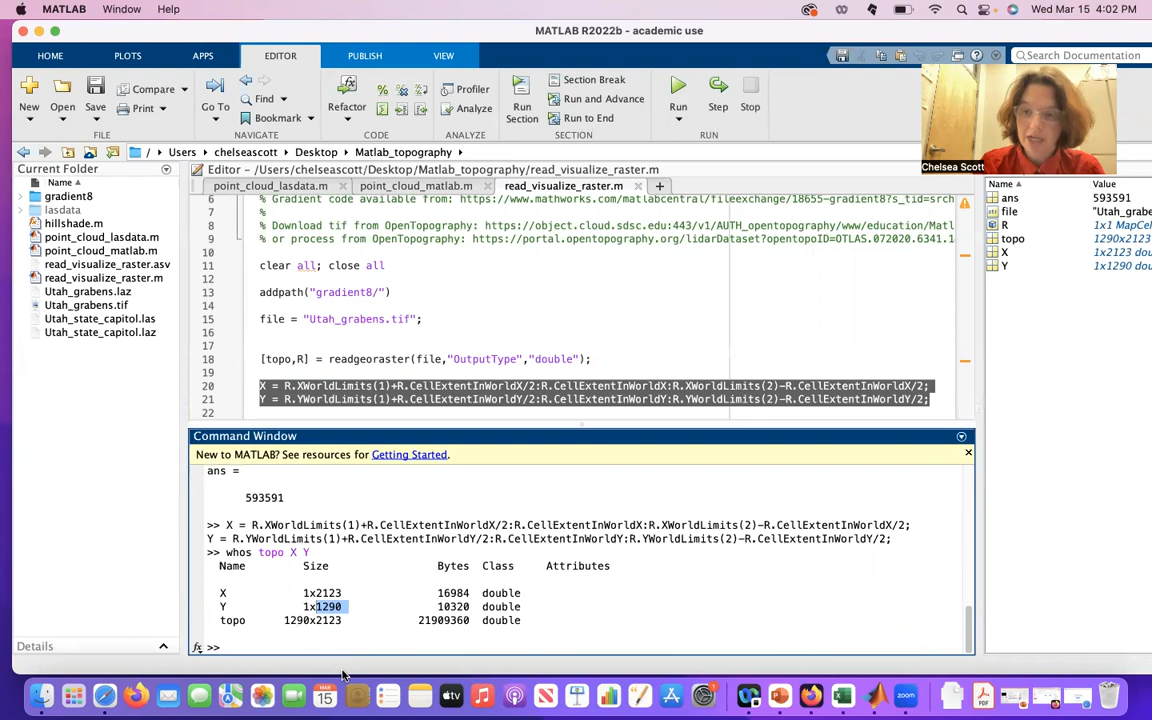 MATLAB Window Help Wed Mar 15 4:02 PM
MATLAB R2022b - academic use
HOME PLOTS APPS EDITOR PUBLISH VIEW Search Documentation
New Open Save Compare Print
Go To Find Bookmark
Refactor
Profiler Analyze
Run Section Section Break Run and Advance Run to End
Run Step Stop
FILE NAVIGATE CODE ANALYZE SECTION RUN
/ Users chelseascott Desktop Matlab_topography
Chelsea Scott
Current Folder
Name
gradient8
lasdata
hillshade.m
point_cloud_lasdata.m
point_cloud_matlab.m
read_visualize_raster.asv
read_visualize_raster.m
Utah_grabens.laz
Utah_grabens.tif
Utah_state_capitol.las
Utah_state_capitol.laz
Details
Editor - /Users/chelseascott/Desktop/Matlab_topography/read_visualize_raster.m
point_cloud_lasdata.m point_cloud_matlab.m read_visualize_raster.m
6 % Gradient code available from: https://www.mathworks.com/matlabcentral/fileexchange/18655-gradient8?s_tid=srch
7 %
8 % Download tif from OpenTopography: https://object.cloud.sdsc.edu:443/v1/AUTH_opentopography/www/education/Mat
9 % or process from OpenTopography: https://portal.opentopography.org/lidarDataset?opentopoID=OTLAS.072020.6341.1
10
11 clear all; close all
12
13 addpath("gradient8/")
14
15 file = "Utah_grabens.tif";
16
17
18 [topo,R] = readgeoraster(file,"OutputType","double");
19
20 X = R.XWorldLimits(1)+R.CellExtentInWorldX/2:R.CellExtentInWorldX:R.XWorldLimits(2)-R.CellExtentInWorldX/2;
21 Y = R.YWorldLimits(1)+R.CellExtentInWorldY/2:R.CellExtentInWorldY:R.YWorldLimits(2)-R.CellExtentInWorldY/2;
22
Command Window
New to MATLAB? See resources for Getting Started.
ans =
593591
>> X = R.XWorldLimits(1)+R.CellExtentInWorldX/2:R.CellExtentInWorldX:R.XWorldLimits(2)-R.CellExtentInWorldX/2;
Y = R.YWorldLimits(1)+R.CellExtentInWorldY/2:R.CellExtentInWorldY:R.YWorldLimits(2)-R.CellExtentInWorldY/2;
>> whos topo X Y
Name Size Bytes Class Attributes
X 1x2123 16984 double
Y 1x1290 10320 double
topo 1290x2123 21909360 double
fx >>
Name Value
ans 593591
file "Utah_grabe
R 1x1 MapCel
topo 1290x2123
X 1x2123 dou
Y 1x1290 dou
MAR
15
tv
zoom